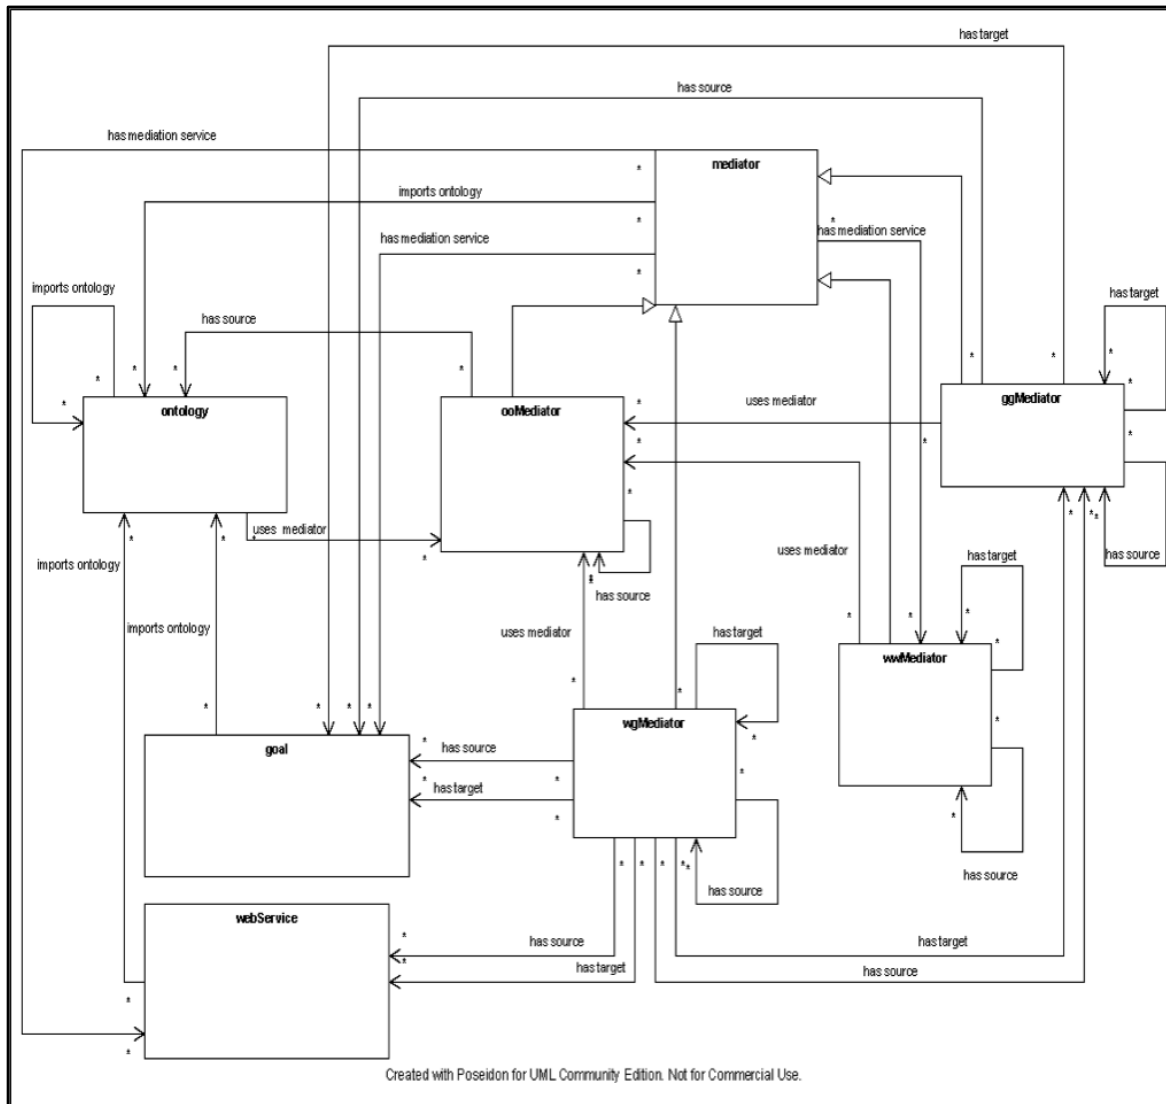 has target
has source
has mediation service
mediator
imports ontology
has mediation service
has mediation service
imports ontology
has target
has source
ontology
ooMediator
uses mediator
ggMediator
uses mediator
imports ontology
uses mediator
has source
has target
has source
imports ontology
uses mediator
has target
wwMediator
wgMediator
goal
has source
has target
has source
has source
webService
has source
has target
has target
has source
Created with Poseidon for UML Community Edition. Not for Commercial Use.